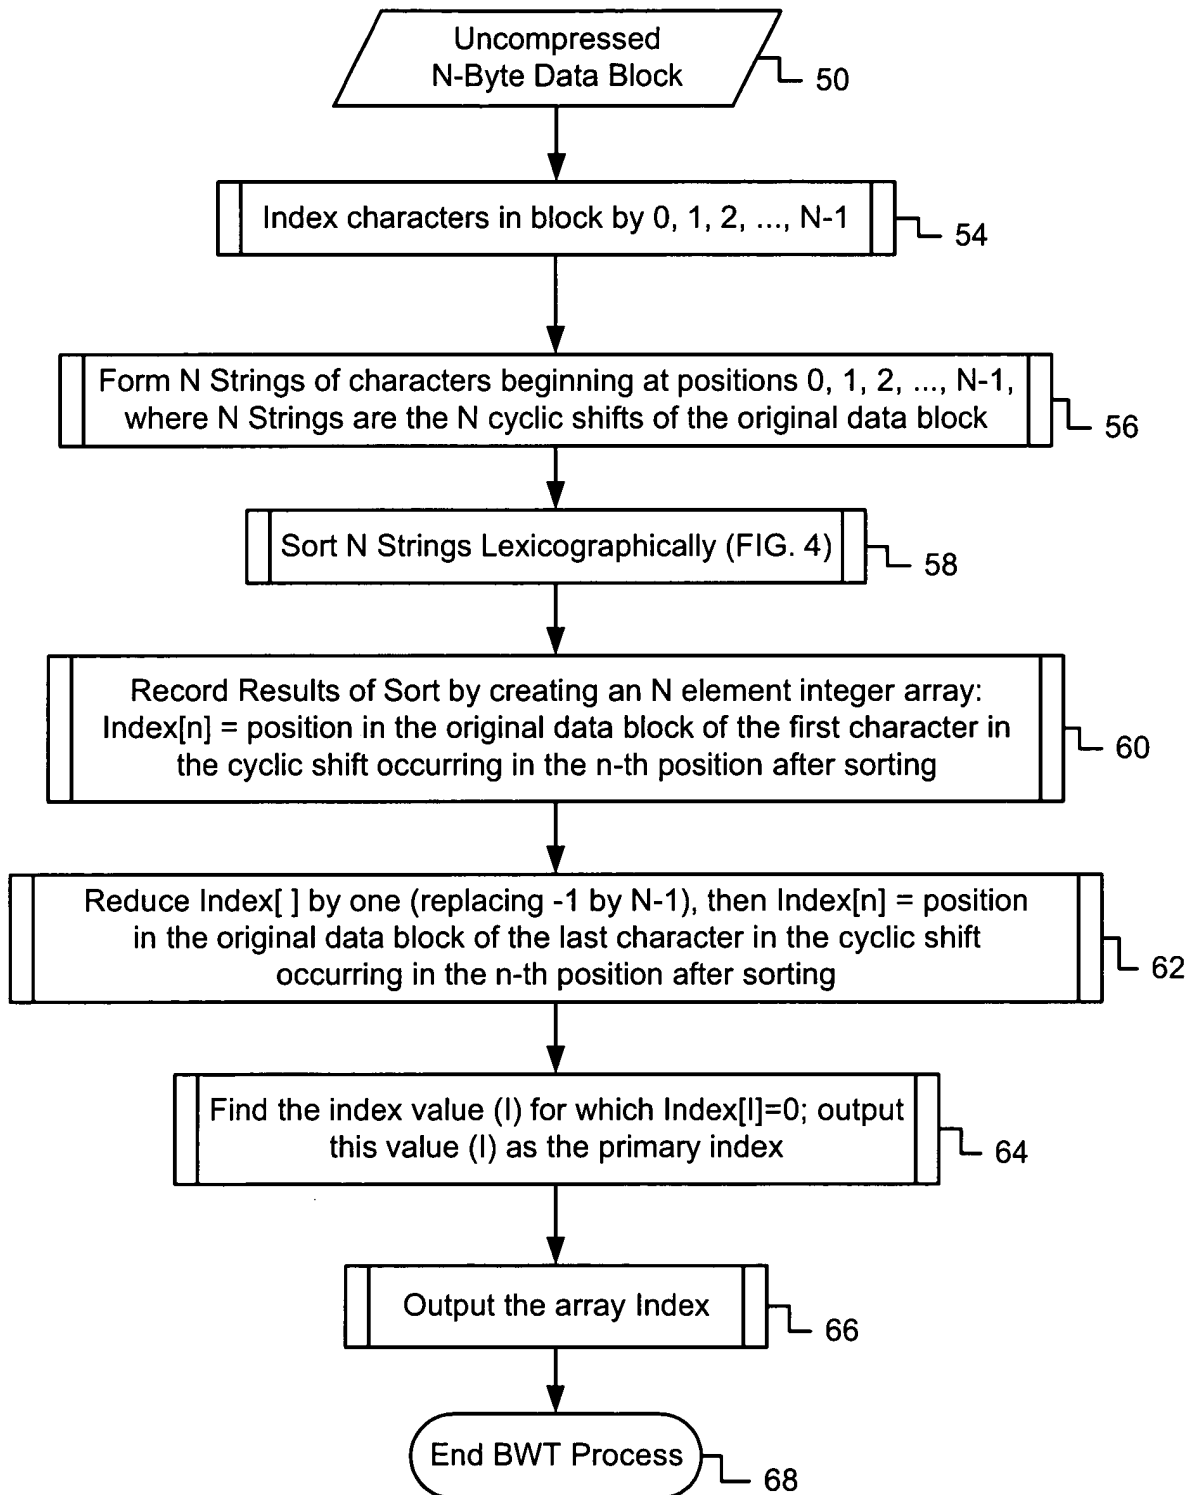 Uncompressed
N-Byte Data Block
50
Index characters in block by 0, 1, 2, ..., N-1
54
Form N Strings of characters beginning at positions 0, 1, 2, ..., N-1,
where N Strings are the N cyclic shifts of the original data block
56
Sort N Strings Lexicographically (FIG. 4)
58
Record Results of Sort by creating an N element integer array:
Index[n] = position in the original data block of the first character in
the cyclic shift occurring in the n-th position after sorting
60
Reduce Index[ ] by one (replacing -1 by N-1), then Index[n] = position
in the original data block of the last character in the cyclic shift
occurring in the n-th position after sorting
62
Find the index value (I) for which Index[I]=0; output
this value (I) as the primary index
64
Output the array Index
66
End BWT Process
68